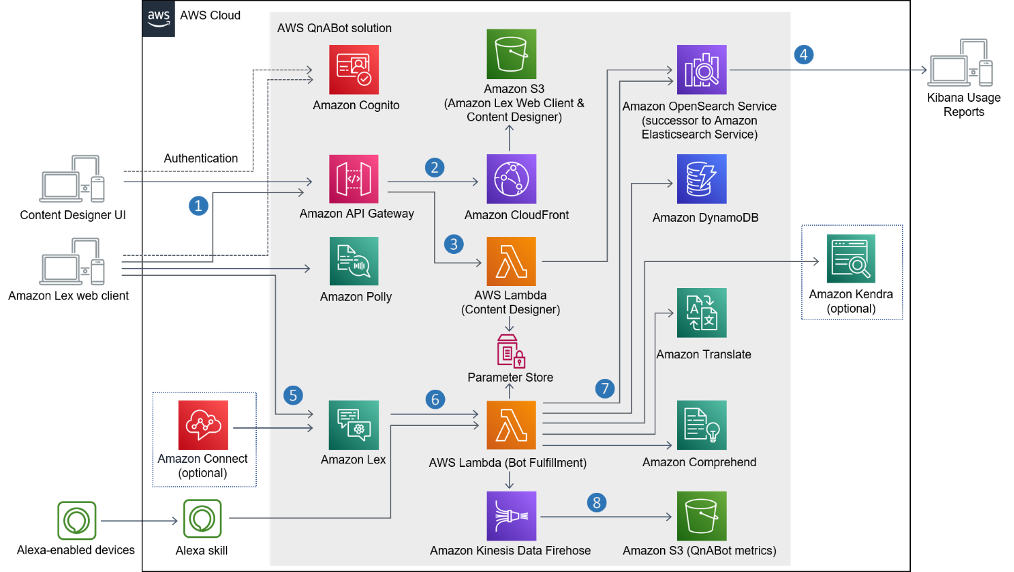 aws
AWS Cloud
AWS QnABot solution
Amazon Cognito
Amazon S3
(Amazon Lex Web Client &
Content Designer)
Amazon OpenSearch Service
(successor to Amazon
Elasticsearch Service)
4
Kibana Usage
Reports
Authentication
Content Designer UI
1
Amazon API Gateway
2
Amazon CloudFront
Amazon DynamoDB
Amazon Lex web client
Amazon Polly
3
AWS Lambda
(Content Designer)
Amazon Kendra
(optional)
Amazon Translate
Parameter Store
Amazon Connect
(optional)
5
Amazon Lex
6
AWS Lambda (Bot Fulfillment)
7
Amazon Comprehend
Alexa-enabled devices
Alexa skill
Amazon Kinesis Data Firehose
8
Amazon S3 (QnABot metrics)